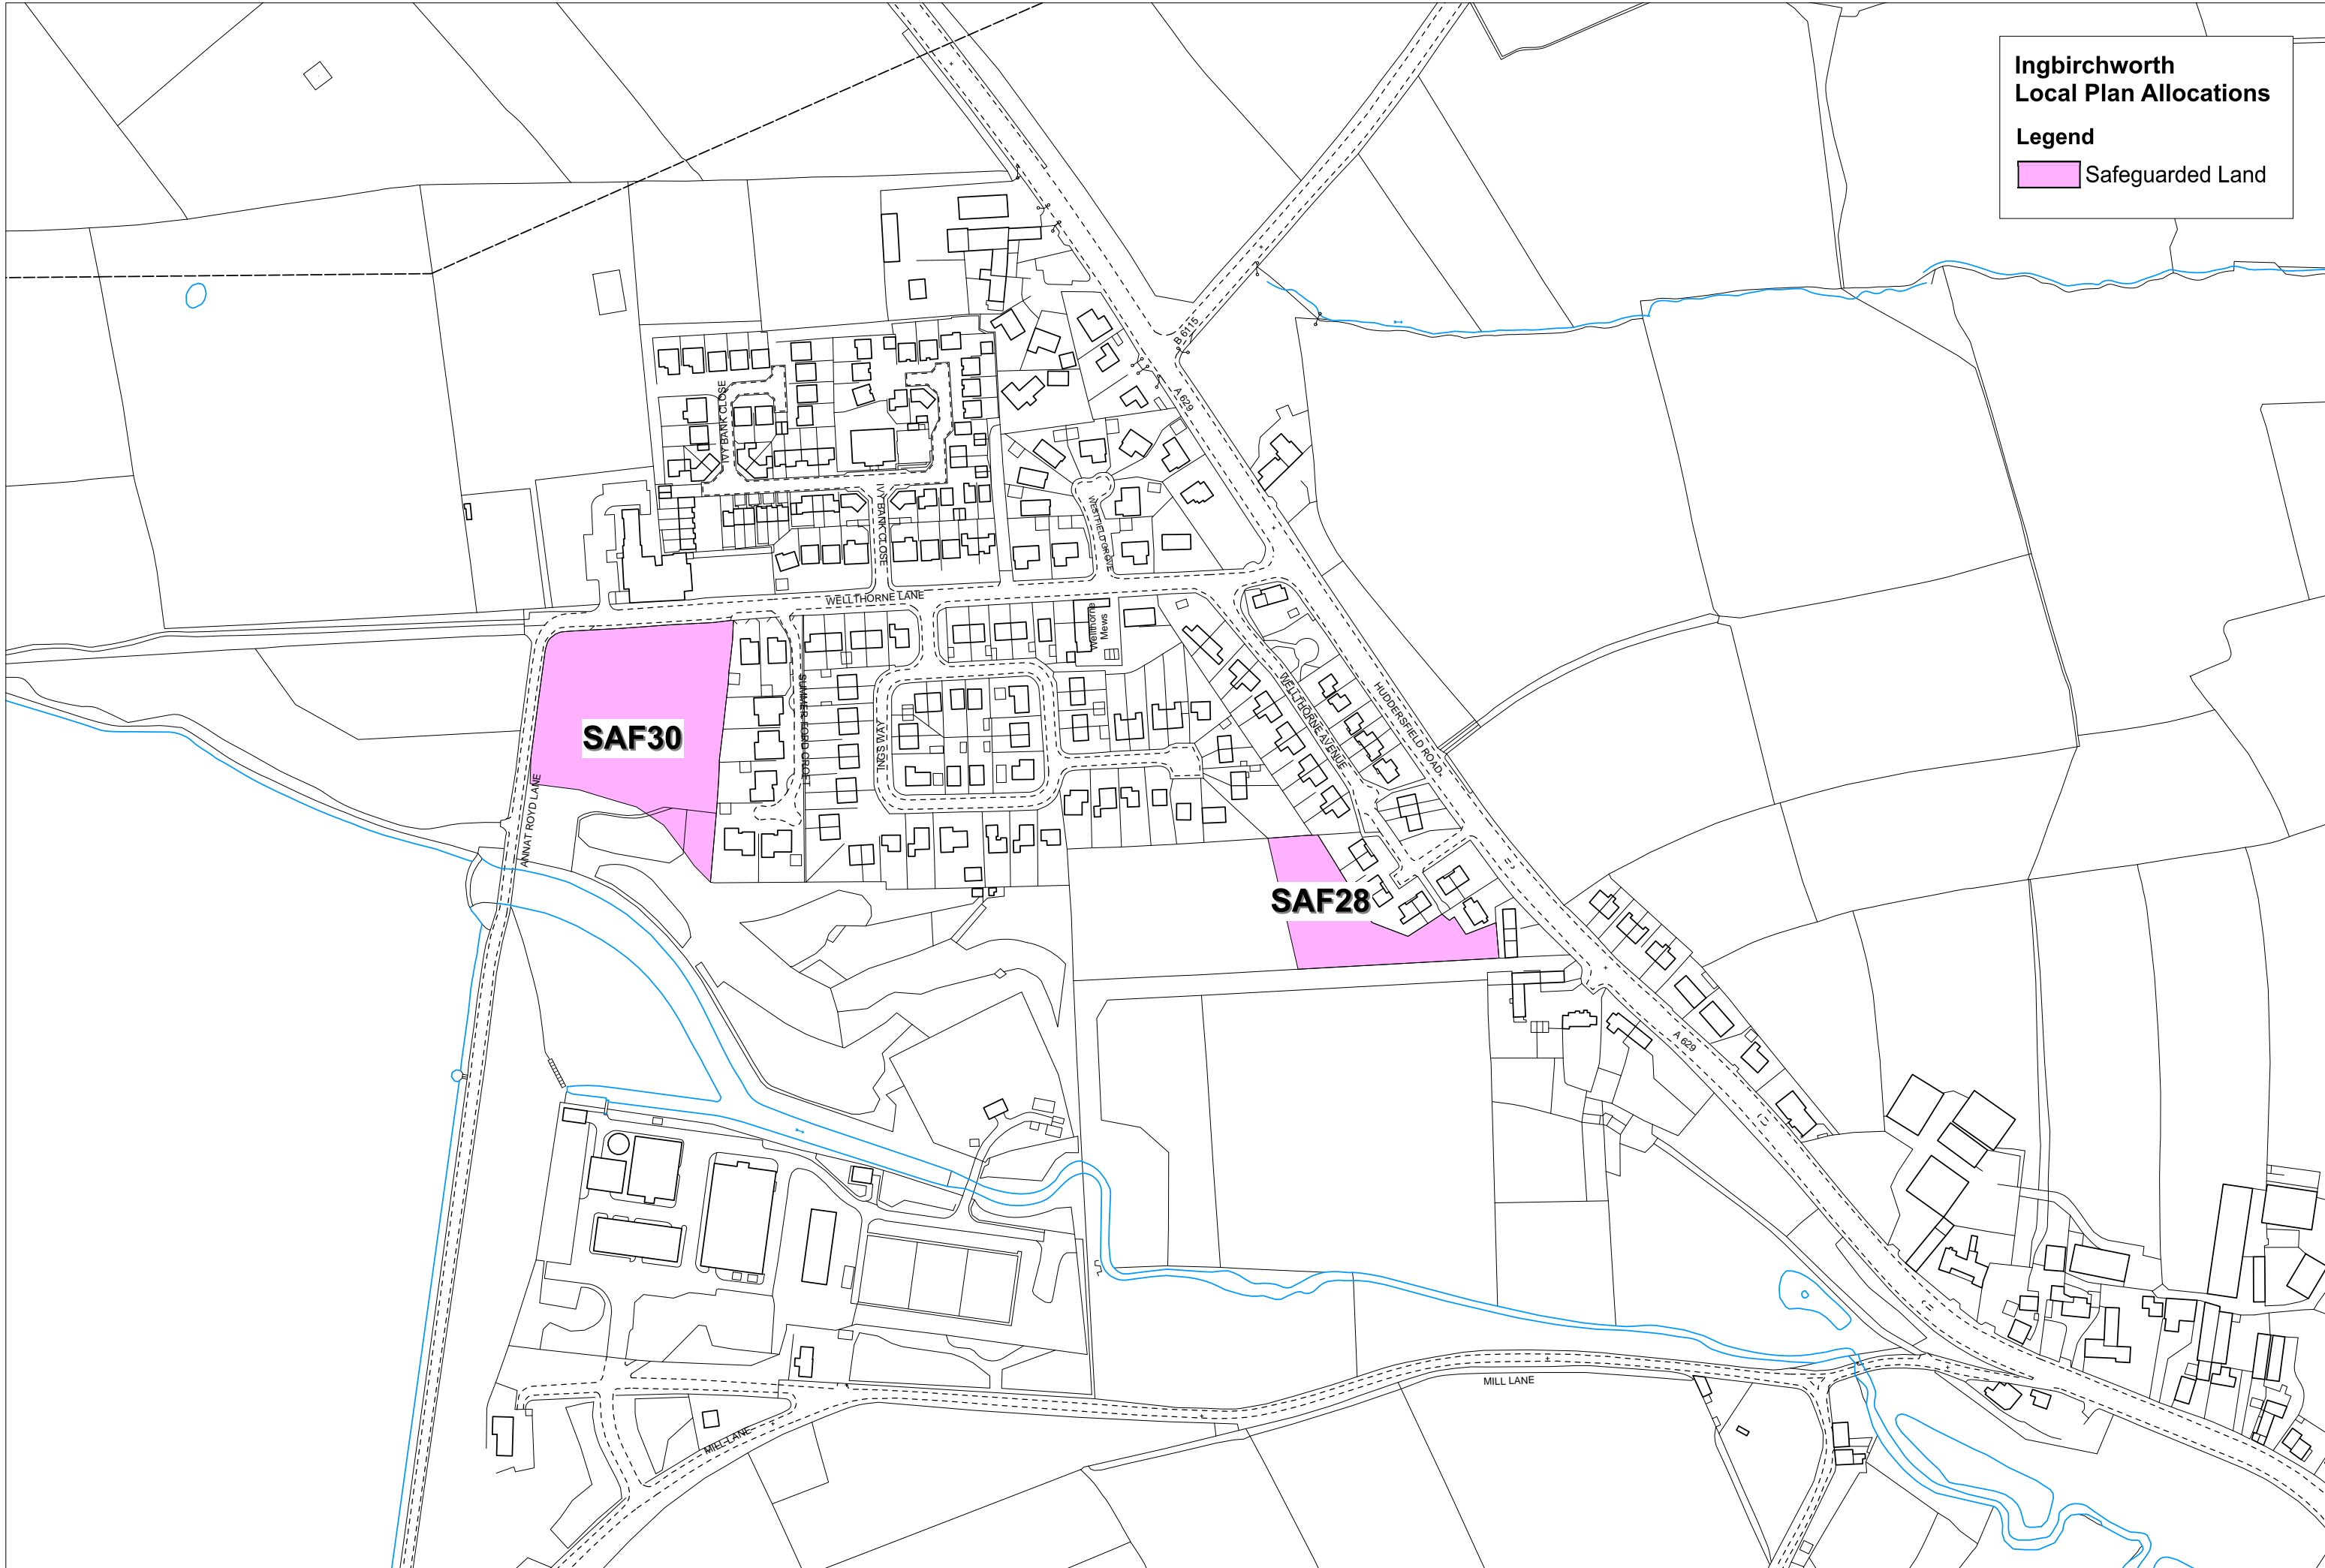 Ingbirchworth
Local Plan Allocations
Legend
Safeguarded Land
B 6115
A 629
IVY BANK CLOSE
IVY BANK CLOSE
WESTFIELD GROVE
WELLTHORNE LANE
Wellthorne
Mews
SUMMER FORD CROFT
INGS WAY
WELLTHORNE AVENUE
HUDDERSFIELD ROAD
SAF30
ANNAT ROYD LANE
SAF28
A 629
MILL LANE
MILL LANE